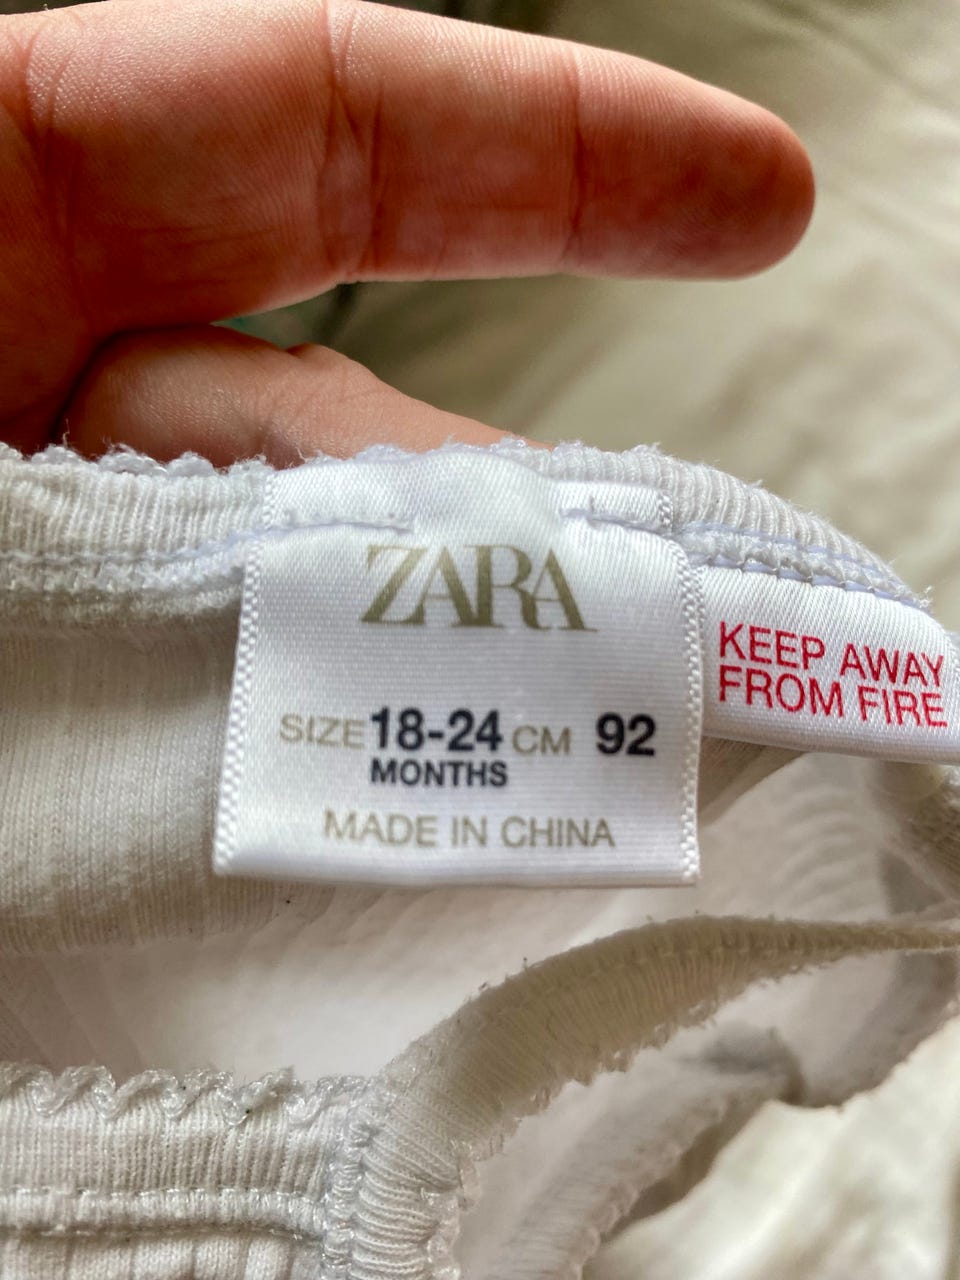 ZARA
SIZE 18-24 CM 92
MONTHS
MADE IN CHINA
KEEP AWAY
FROM FIRE